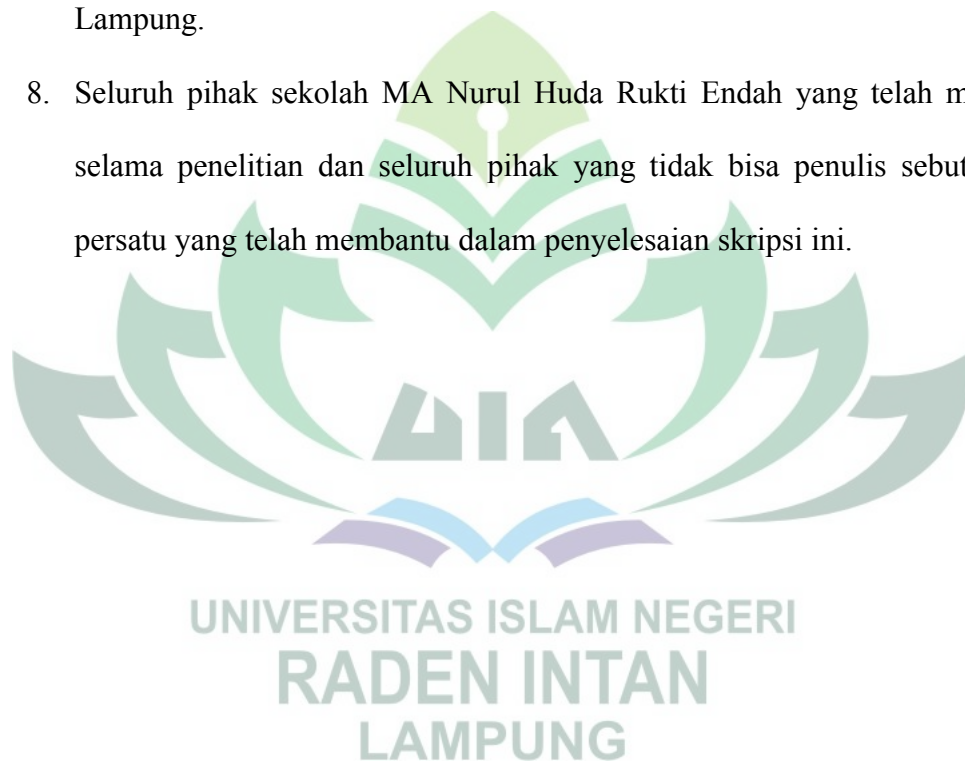 Lampung.
8. Seluruh pihak sekolah MA Nurul Huda Rukti Endah yang telah m
selama penelitian dan seluruh pihak yang tidak bisa penulis sebut
persatu yang telah membantu dalam penyelesaian skripsi ini.
UIN
UNIVERSITAS ISLAM NEGERI
RADEN INTAN
LAMPUNG